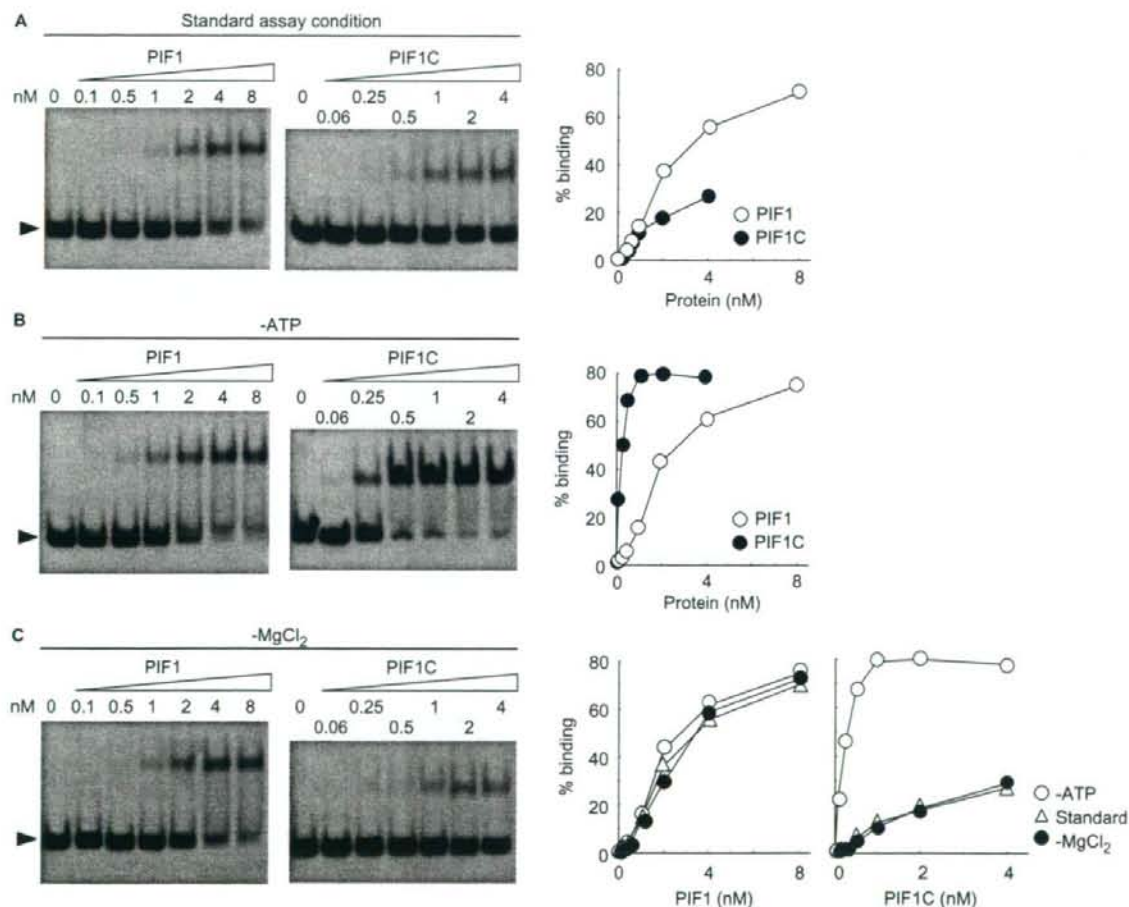 A
Standard assay condition
PIF1
PIF1C
nM 0 0.1 0.5 1 2 4 8
0 0.25 1 4
0.06 0.5 2
% binding
80
60
40
20
0
0 4 8
Protein (nM)
PIF1
PIF1C
B
-ATP
PIF1
PIF1C
nM 0 0.1 0.5 1 2 4 8
0 0.25 1 4
0.06 0.5 2
% binding
80
60
40
20
0
0 4 8
Protein (nM)
PIF1
PIF1C
C
-MgCl₂
PIF1
PIF1C
nM 0 0.1 0.5 1 2 4 8
0 0.25 1 4
0.06 0.5 2
% binding
80
60
40
20
0
0 4 8
PIF1 (nM)
0 2 4
PIF1C (nM)
-ATP
Standard
-MgCl₂